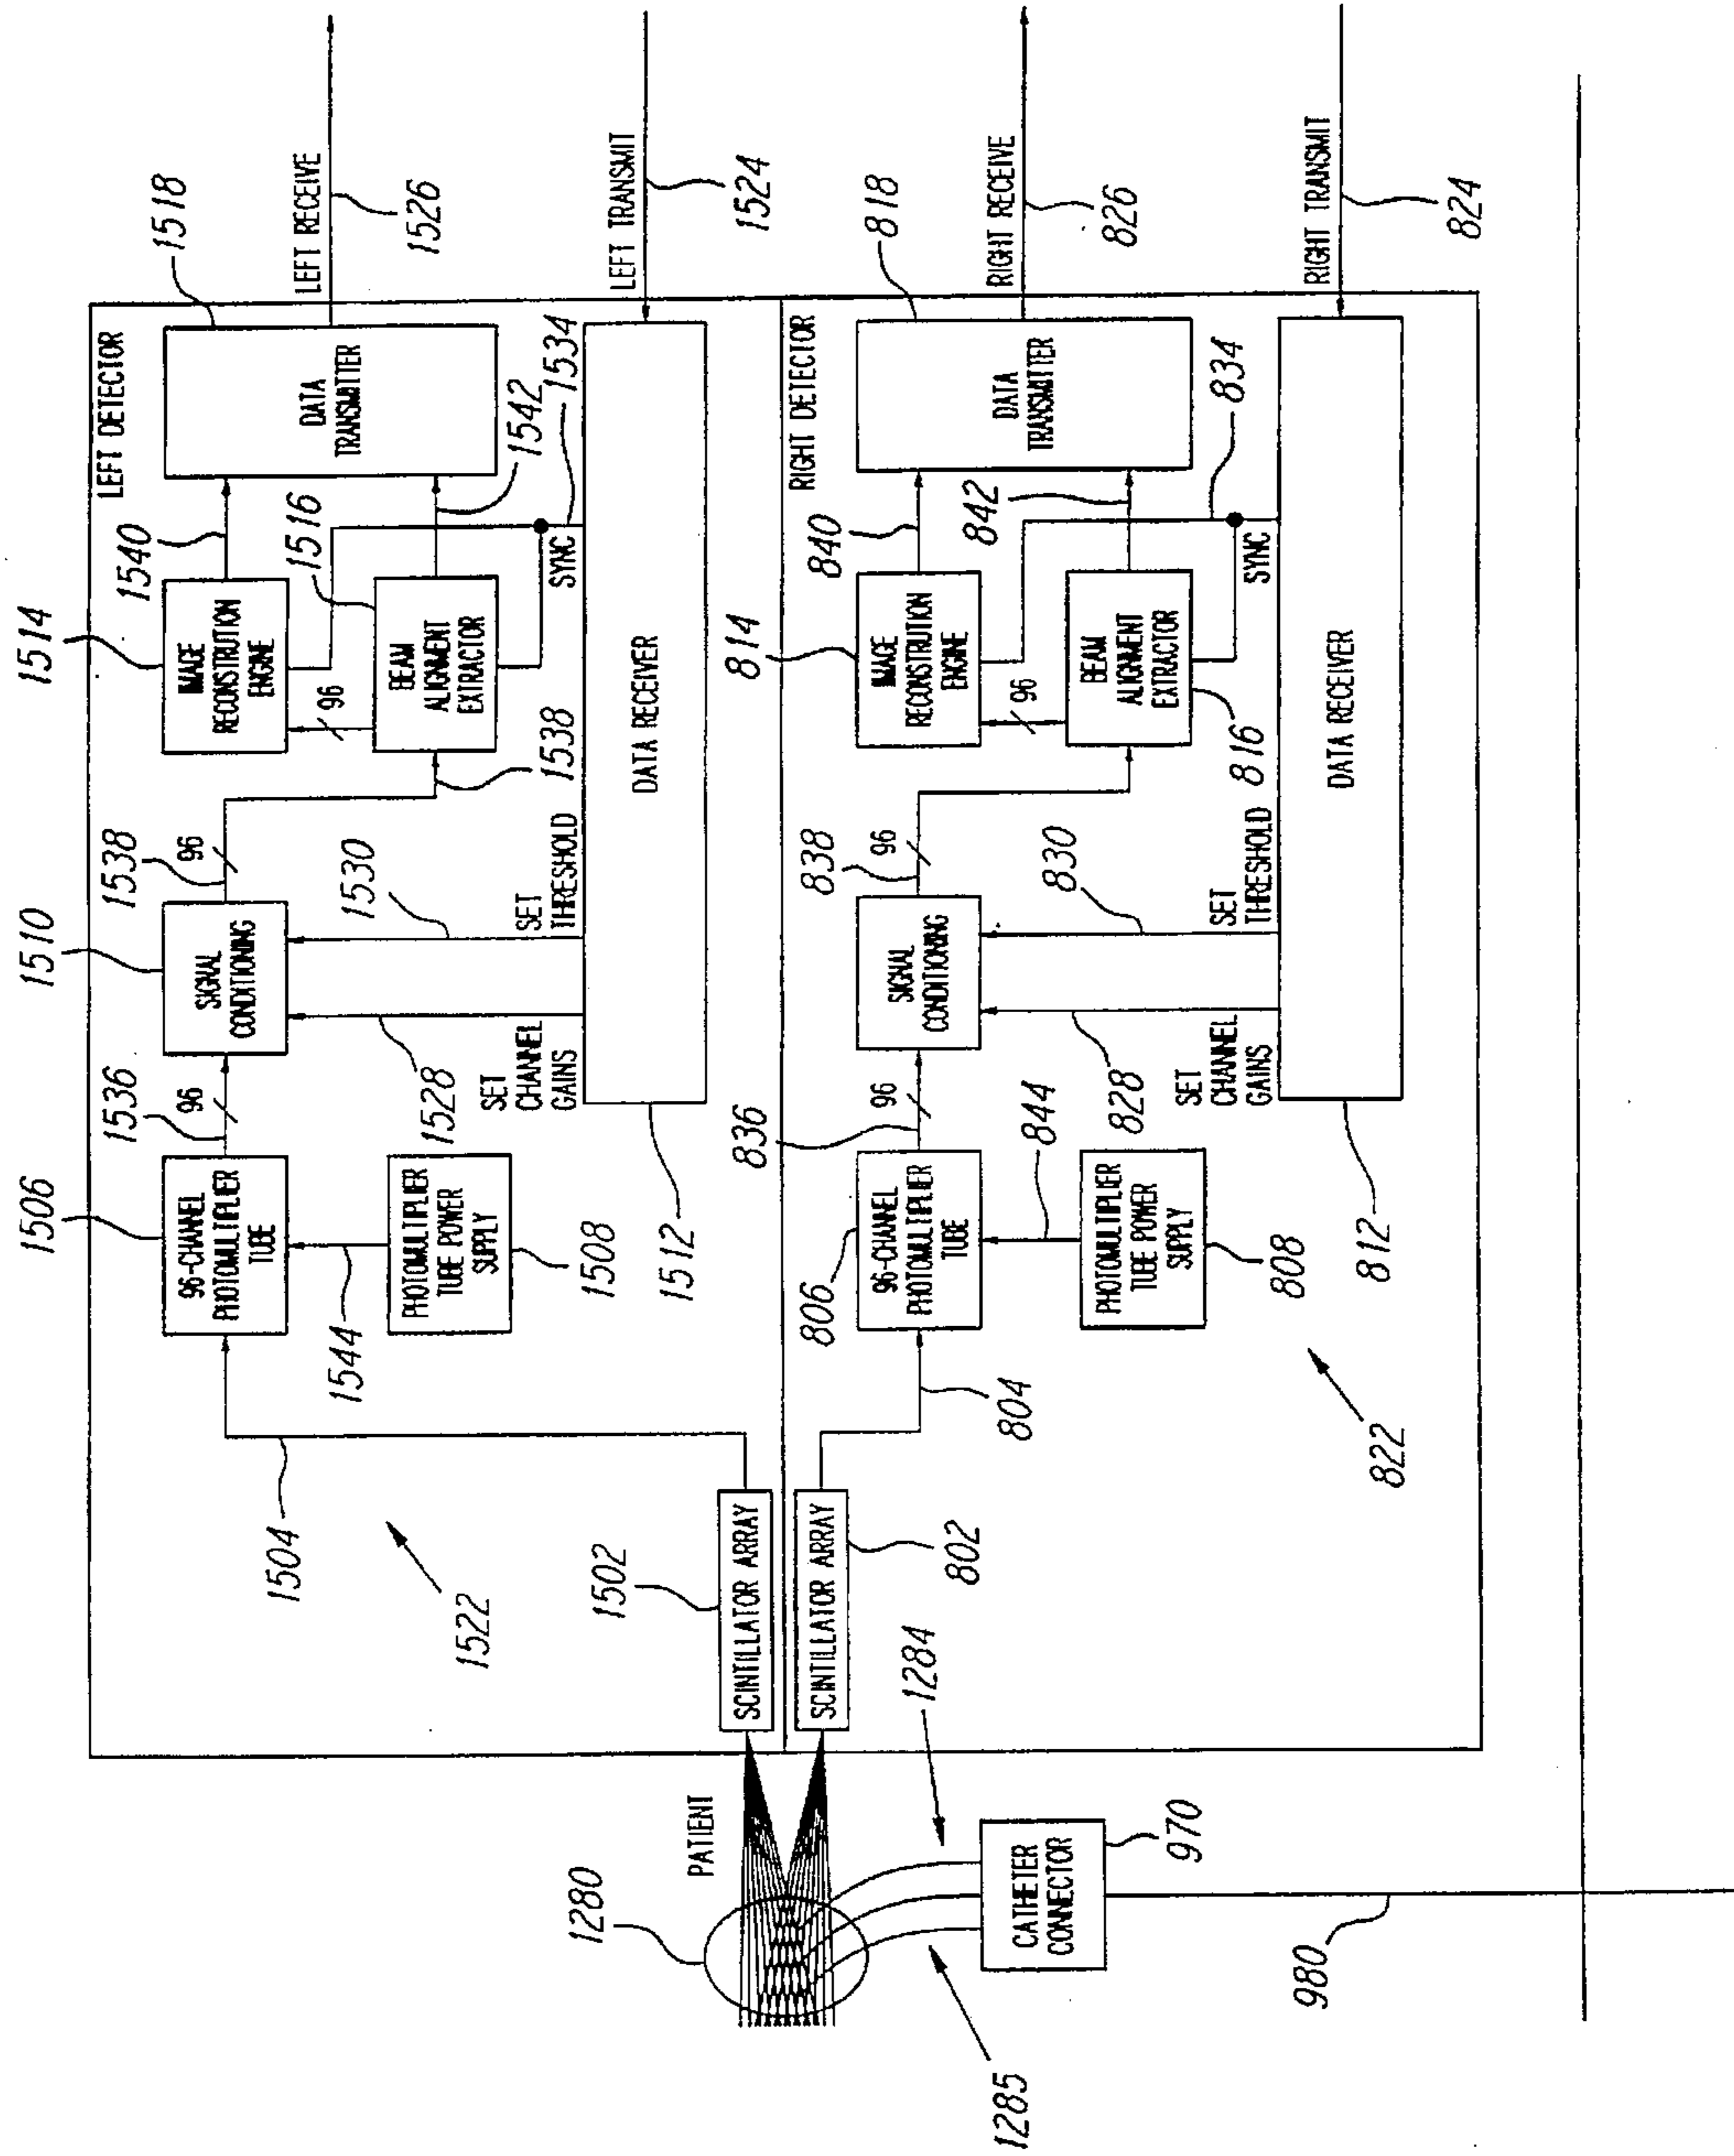 1514
1510
1506
1540
1538
1536
1518
LEFT DETECTOR
1516
IMAGE
RECONSTRUTION
ENGINE
96
SIGNAL
CONDITIONING
96
96-CHANNEL
PHOTOMULTIPLIER
TUBE
DATA
TRANSMITTER
LEFT RECEIVE
1526
1542
1534
BEAM
ALIGNMENT
EXTRACTOR
96
1538
1530
1528
1544
PHOTOMULTIPLIER
TUBE POWER
SUPPLY
1508
1504
1522
SYNC
SET
THRESHOLD
SET CHANNEL
GAINS
DATA RECEIVER
1512
LEFT TRANSMIT
1524
1502
SCINTILLATOR ARRAY
PATIENT
1280
RIGHT DETECTOR
814
840
842
838
836
806
SCINTILLATOR ARRAY
802
818
DATA
TRANSMITTER
IMAGE
RECONSTRUTION
ENGINE
96
SIGNAL
CONDITIONING
96
96-CHANNEL
PHOTOMULTIPLIER
TUBE
804
1284
1285
RIGHT RECEIVE
826
834
BEAM
ALIGNMENT
EXTRACTOR
96
816
830
828
844
PHOTOMULTIPLIER
TUBE POWER
SUPPLY
808
CATHETER
CONNECTOR
970
SYNC
SET
THRESHOLD
SET CHANNEL
GAINS
DATA RECEIVER
812
822
980
RIGHT TRANSMIT
824